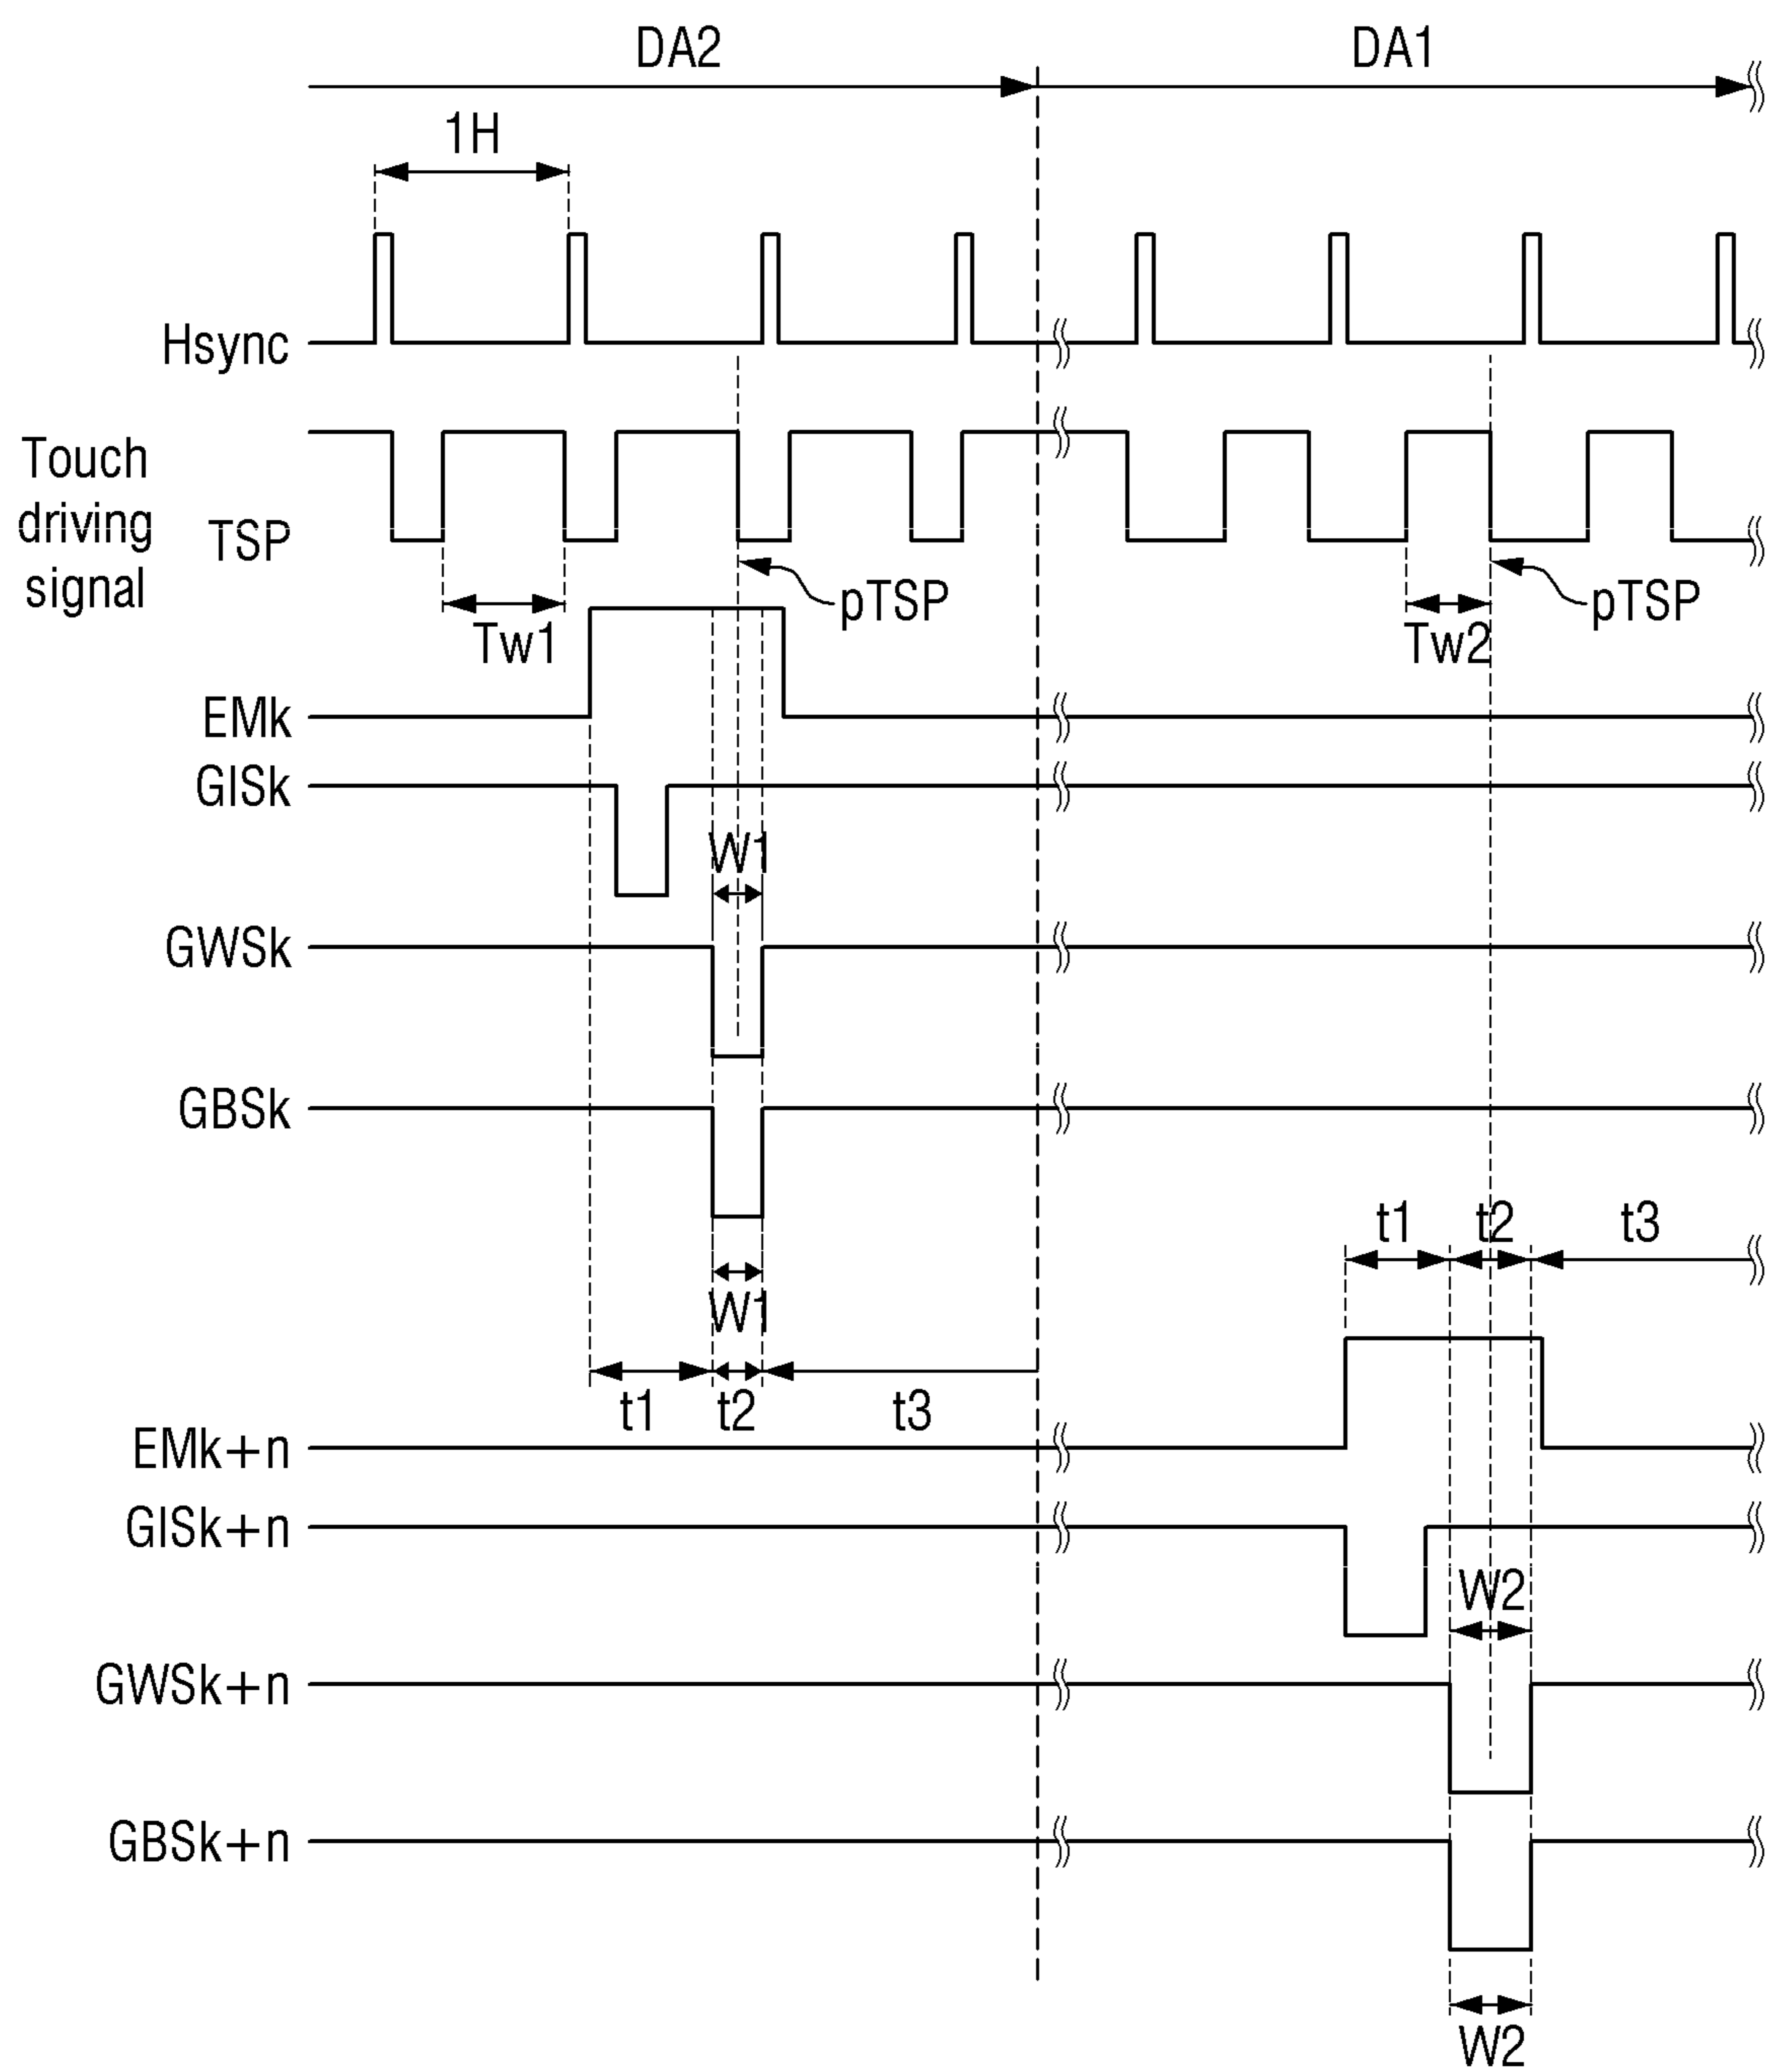 DA2
DA1
1H
Hsync
Touch
driving
signal
TSP
pTSP
pTSP
Tw1
Tw2
EMk
GISk
W1
GWSk
GBSk
t1
t2
t3
W1
t1
t2
t3
EMk+n
GISk+n
W2
GWSk+n
GBSk+n
W2